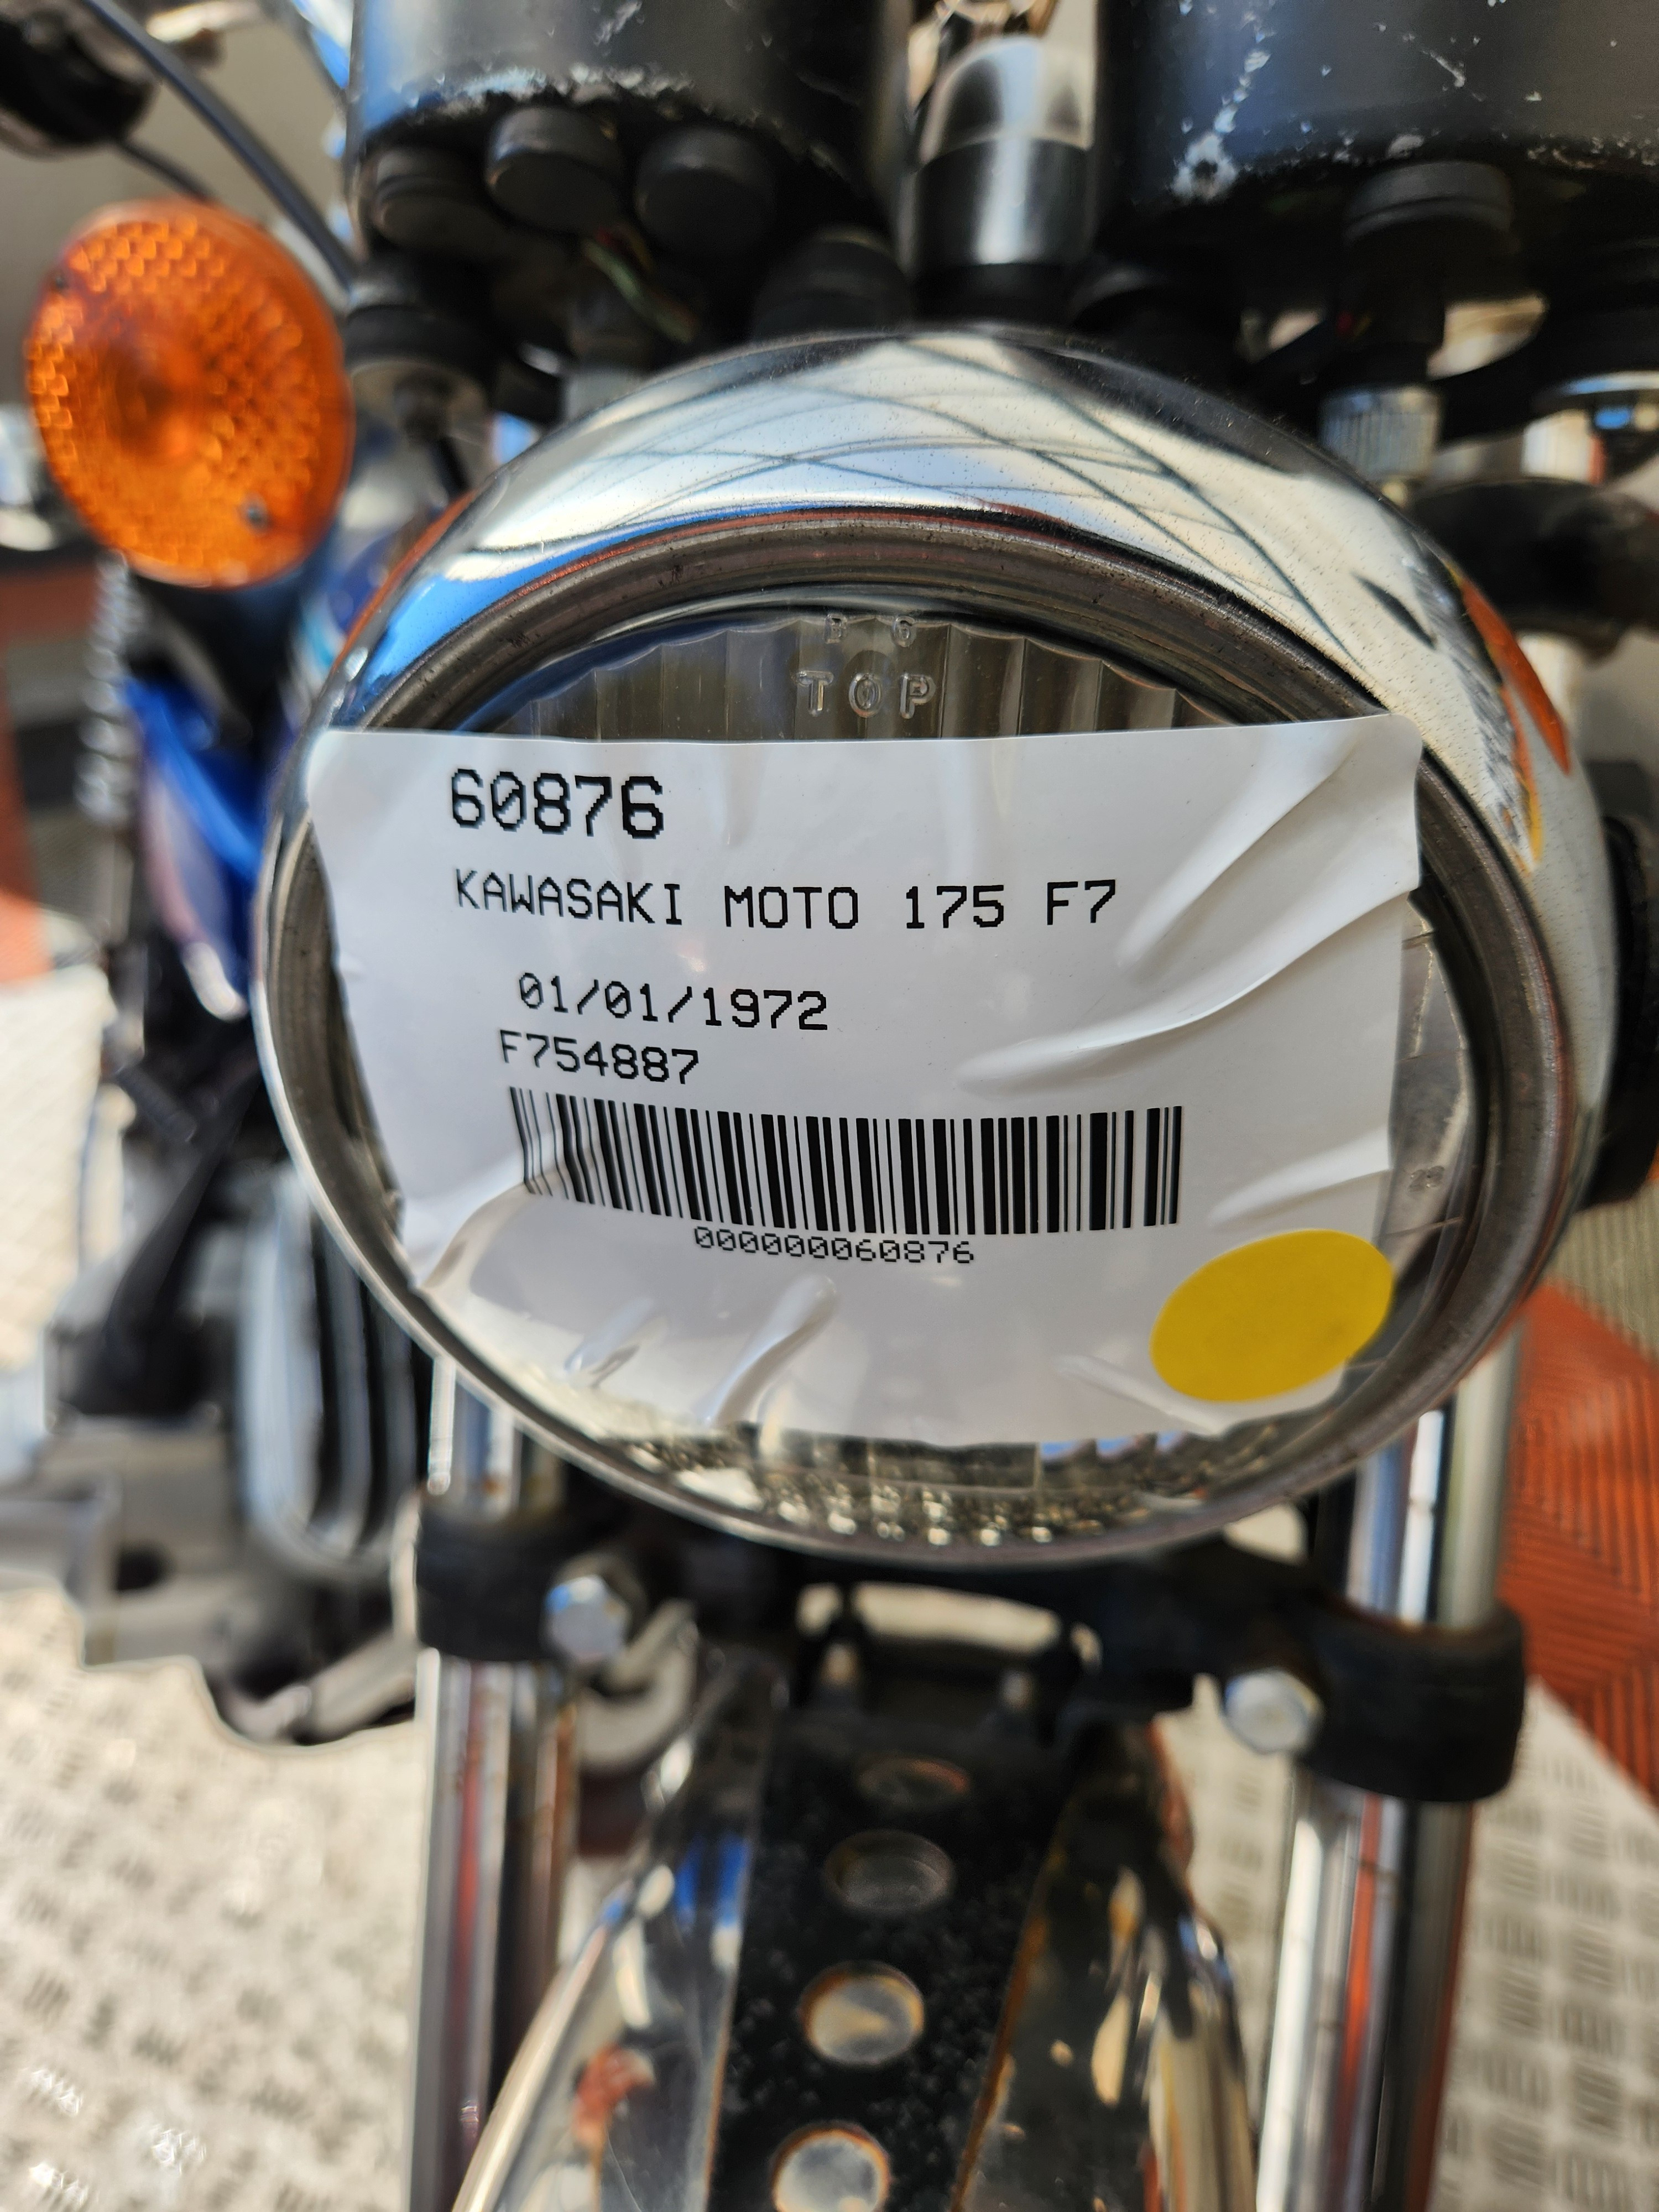 TOP
60876
KAWASAKI MOTO 175 F7
01/01/1972
F754887
000000060876